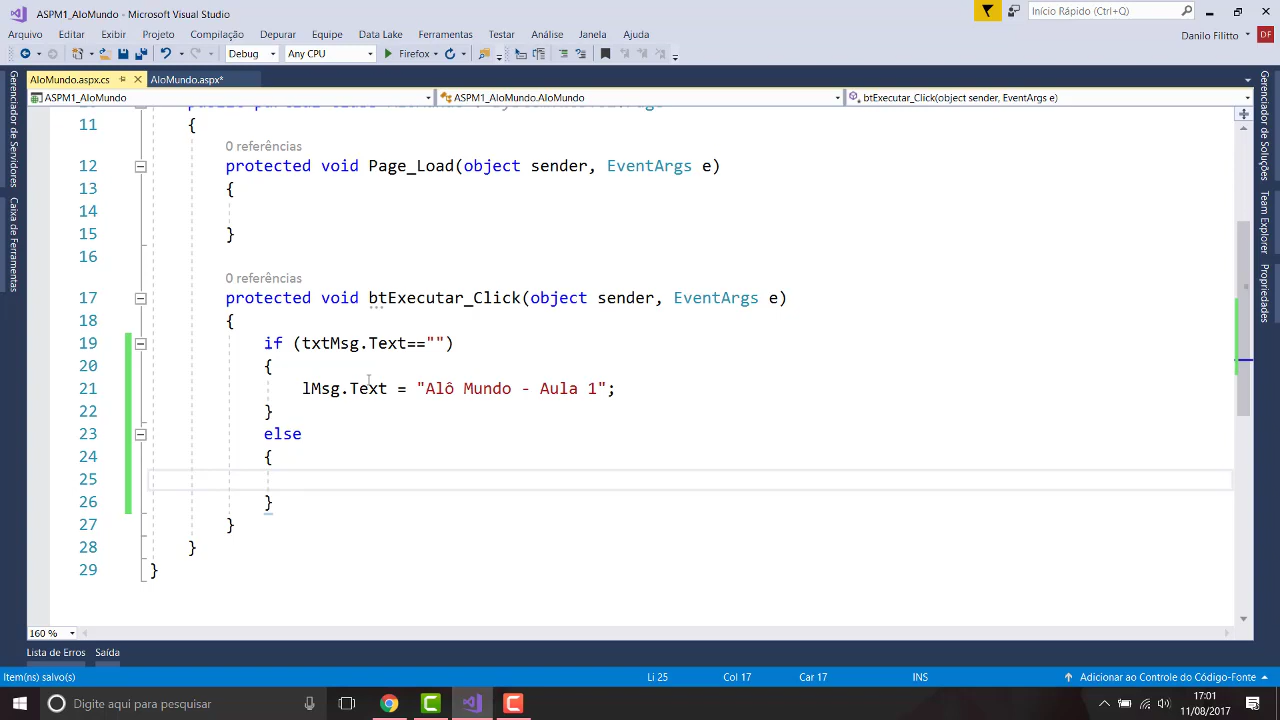 ASPM1_AloMundo - Microsoft Visual Studio
Início Rápido (Ctrl+Q)
Arquivo Editar Exibir Projeto Compilação Depurar Equipe Data Lake Ferramentas Testar Análise Janela Ajuda
Danilo Filitto DF
Debug Any CPU Firefox
AloMundo.aspx.cs AloMundo.aspx*
ASPM1_AloMundo ASPM1_AloMundo.AloMundo btExecutar_Click(object sender, EventArgs e)
Gerenciador de Servidores
Caixa de Ferramentas
Gerenciador de Soluções
Team Explorer
Propriedades
11 {
0 referências
12 protected void Page_Load(object sender, EventArgs e)
13 {
14
15 }
16
0 referências
17 protected void btExecutar_Click(object sender, EventArgs e)
18 {
19 if (txtMsg.Text=="")
20 {
21 lMsg.Text = "Alô Mundo - Aula 1";
22 }
23 else
24 {
25
26 }
27 }
28 }
29 }
160 %
Lista de Erros Saída
Item(ns) salvo(s) Li 25 Col 17 Car 17 INS Adicionar ao Controle do Código-Fonte
Digite aqui para pesquisar
17:01
11/08/2017